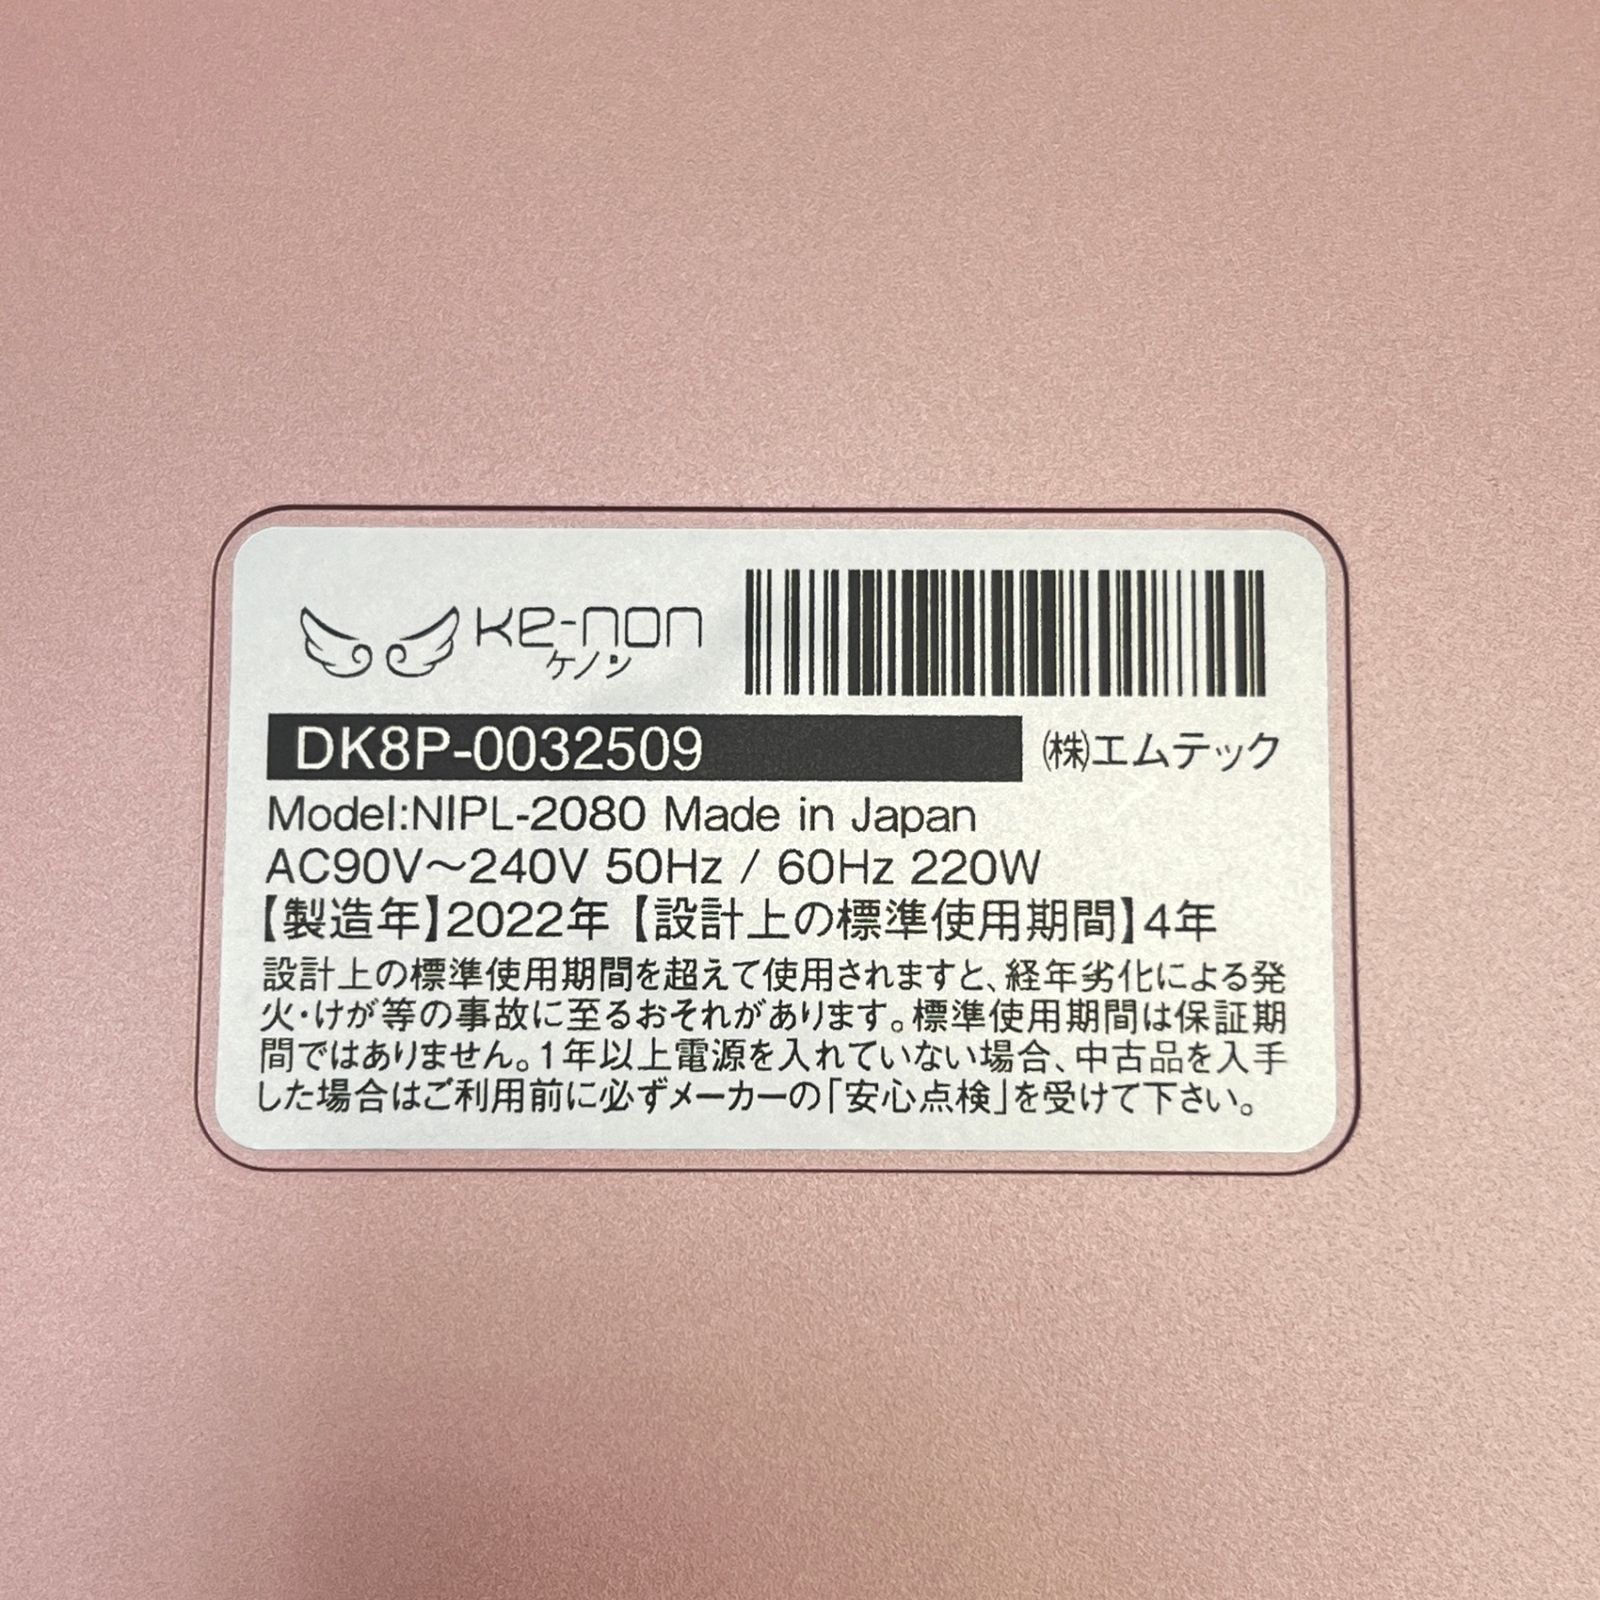 ke-non
ケノン
DK8P-0032509 ㈱エムテック
Model:NIPL-2080 Made in Japan
AC90V～240V 50Hz / 60Hz 220W
【製造年】2022年【設計上の標準使用期間】4年
設計上の標準使用期間を超えて使用されますと、経年劣化による発
火・けが等の事故に至るおそれがあります。標準使用期間は保証期
間ではありません。1年以上電源を入れていない場合、中古品を入手
した場合はご利用前に必ずメーカーの「安心点検」を受けて下さい。